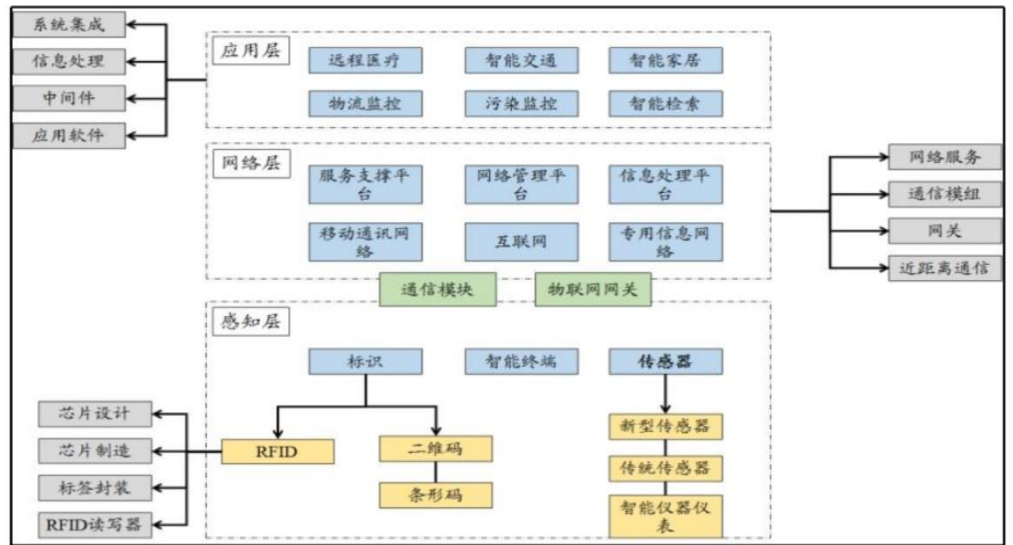 系统集成
信息处理
中间件
应用软件
应用层
远程医疗
智能交通
智能家居
物流监控
污染监控
智能检索
网络层
服务支撑平
台
网络管理平
台
信息处理平
台
移动通讯网
络
互联网
专用信息网
络
网络服务
通信模组
网关
近距离通信
通信模块
物联网网关
感知层
标识
智能终端
传感器
芯片设计
芯片制造
标签封装
RFID读写器
RFID
二维码
条形码
新型传感器
传统传感器
智能仪器仪
表